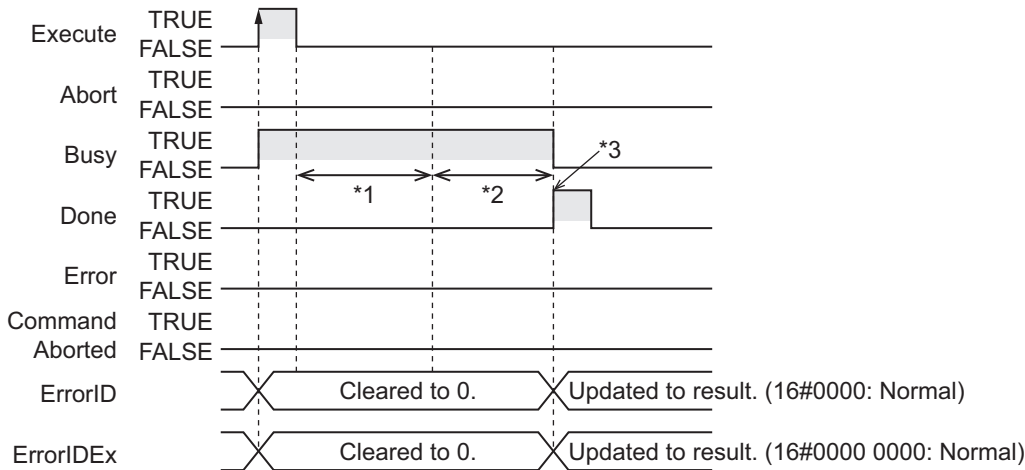 Execute TRUE
FALSE
Abort TRUE
FALSE
Busy TRUE
FALSE
*3
*1 *2
Done TRUE
FALSE
Error TRUE
FALSE
Command TRUE
Aborted FALSE
ErrorID Cleared to 0. Updated to result. (16#0000: Normal)
ErrorIDEx Cleared to 0. Updated to result. (16#0000 0000: Normal)